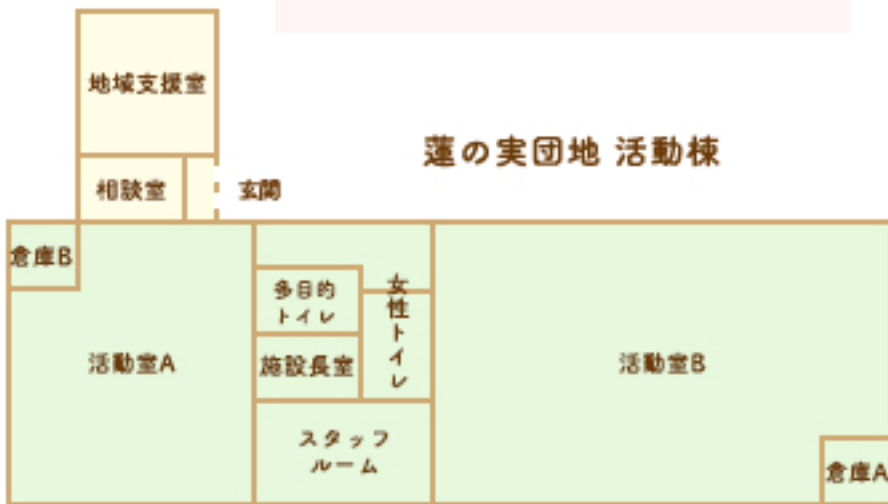 地域支援室
蓮の実団地 活動棟
相談室
玄関
倉庫B
多目的
トイレ
女性トイレ
活動室A
施設長室
活動室B
スタッフ
ルーム
倉庫A